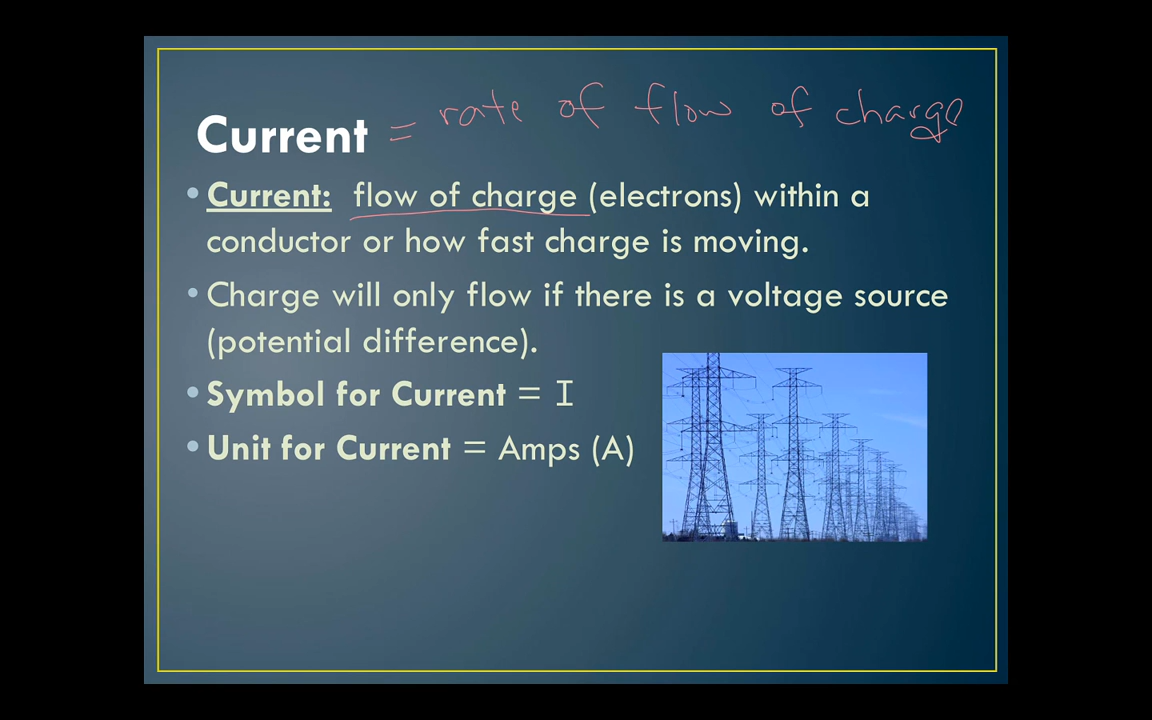 Current = rate of flow of charge
• Current: flow of charge (electrons) within a
conductor or how fast charge is moving.
• Charge will only flow if there is a voltage source
(potential difference).
• Symbol for Current = I
• Unit for Current = Amps (A)